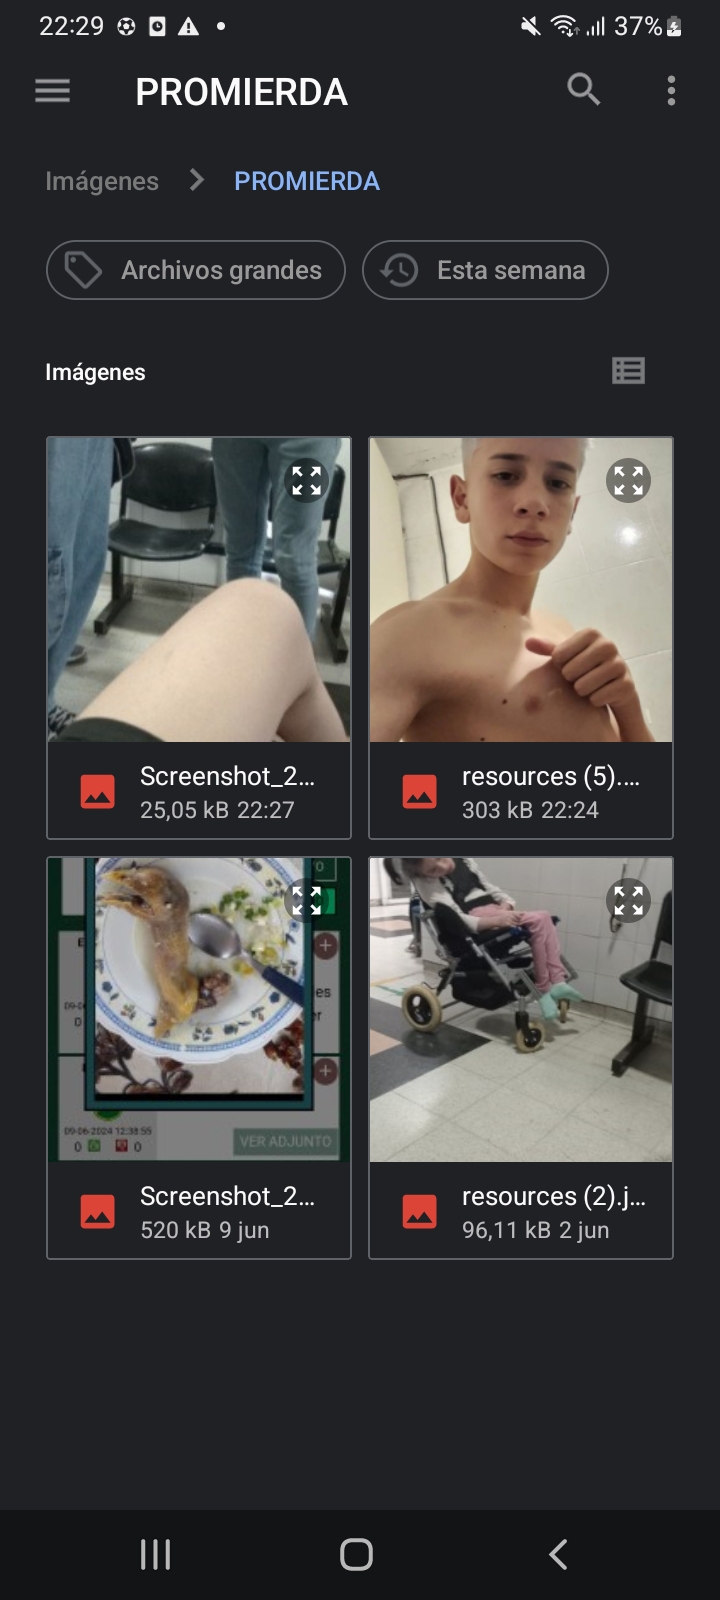 22:29
37%
PROMIERDA
Imágenes
PROMIERDA
Archivos grandes
Esta semana
Imágenes
Screenshot_2...
25,05 kB 22:27
resources (5)....
303 kB 22:24
es
er
09-06-2024 12:38:55
0
0
VER ADJUNTO
Screenshot_2...
520 kB 9 jun
resources (2).j...
96,11 kB 2 jun